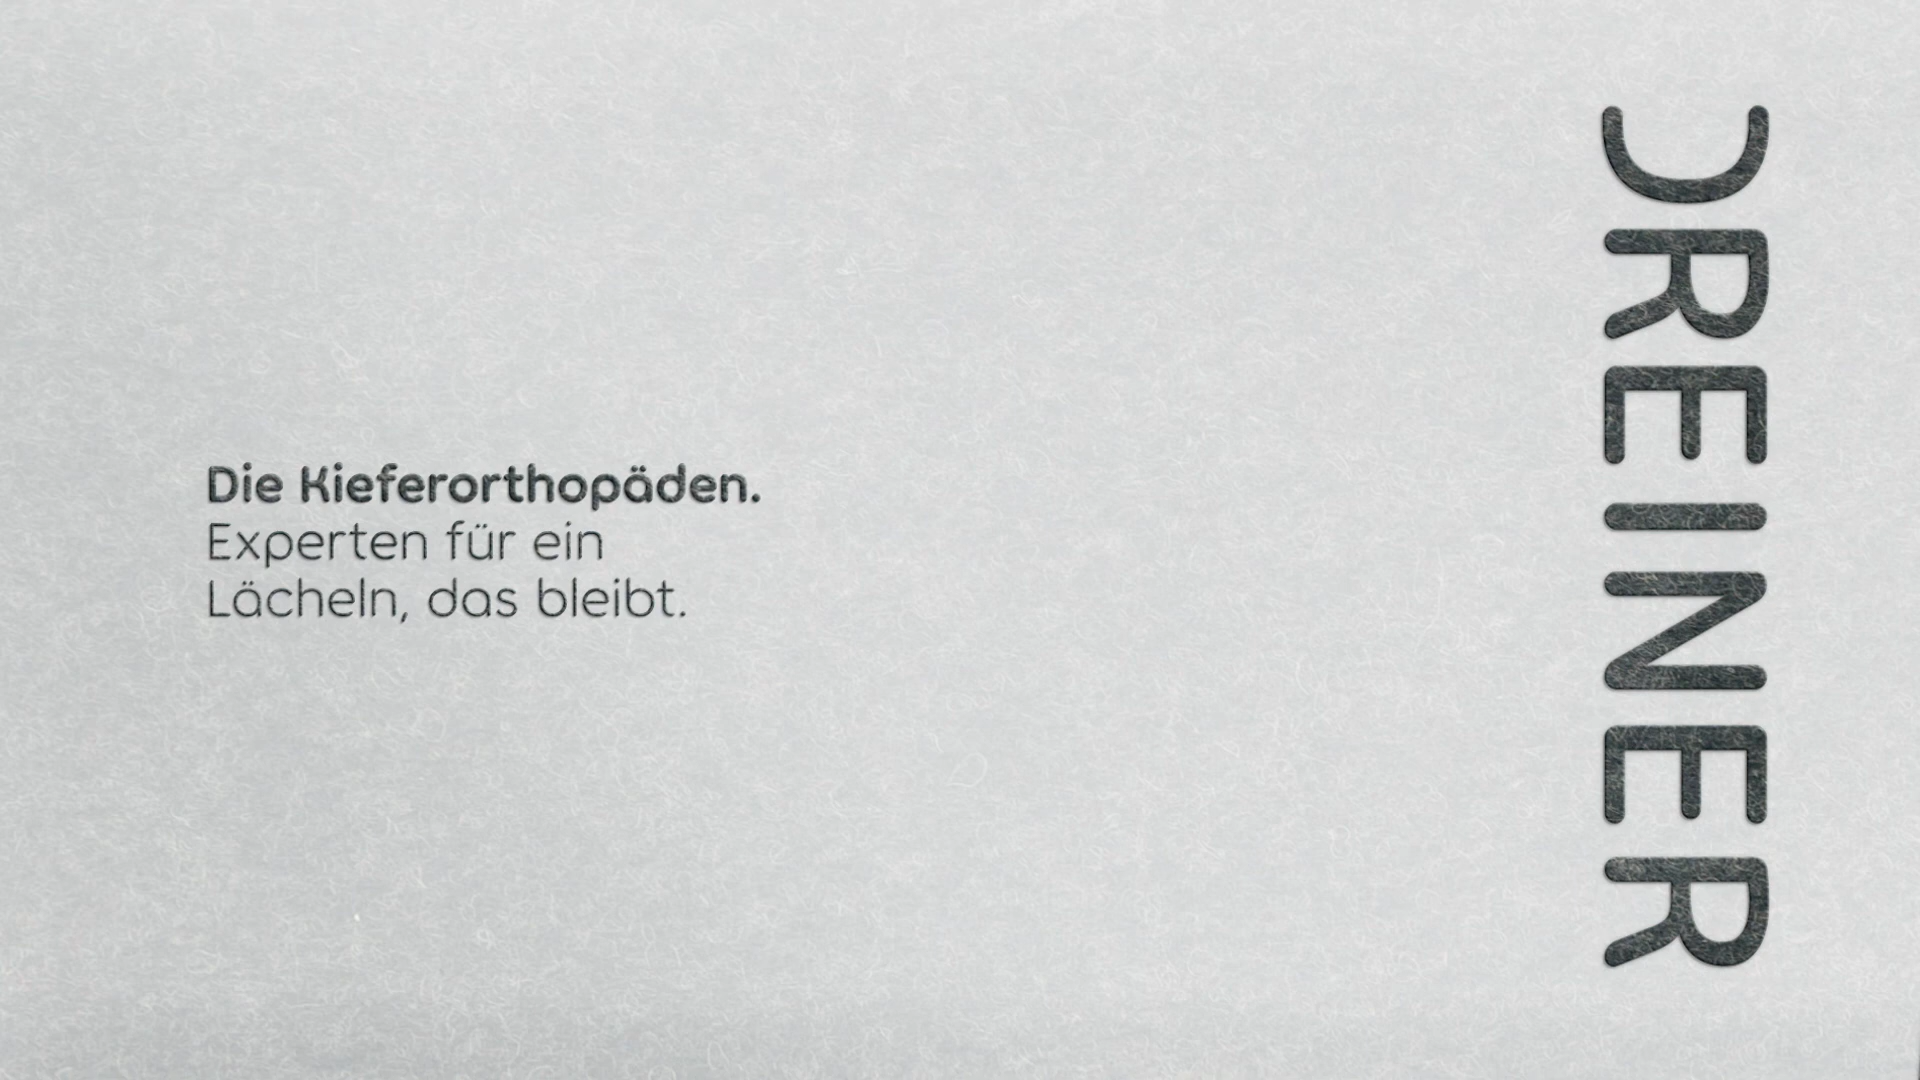 Die Kieferorthopäden.
Experten für ein
Lächeln, das bleibt.
DREINER